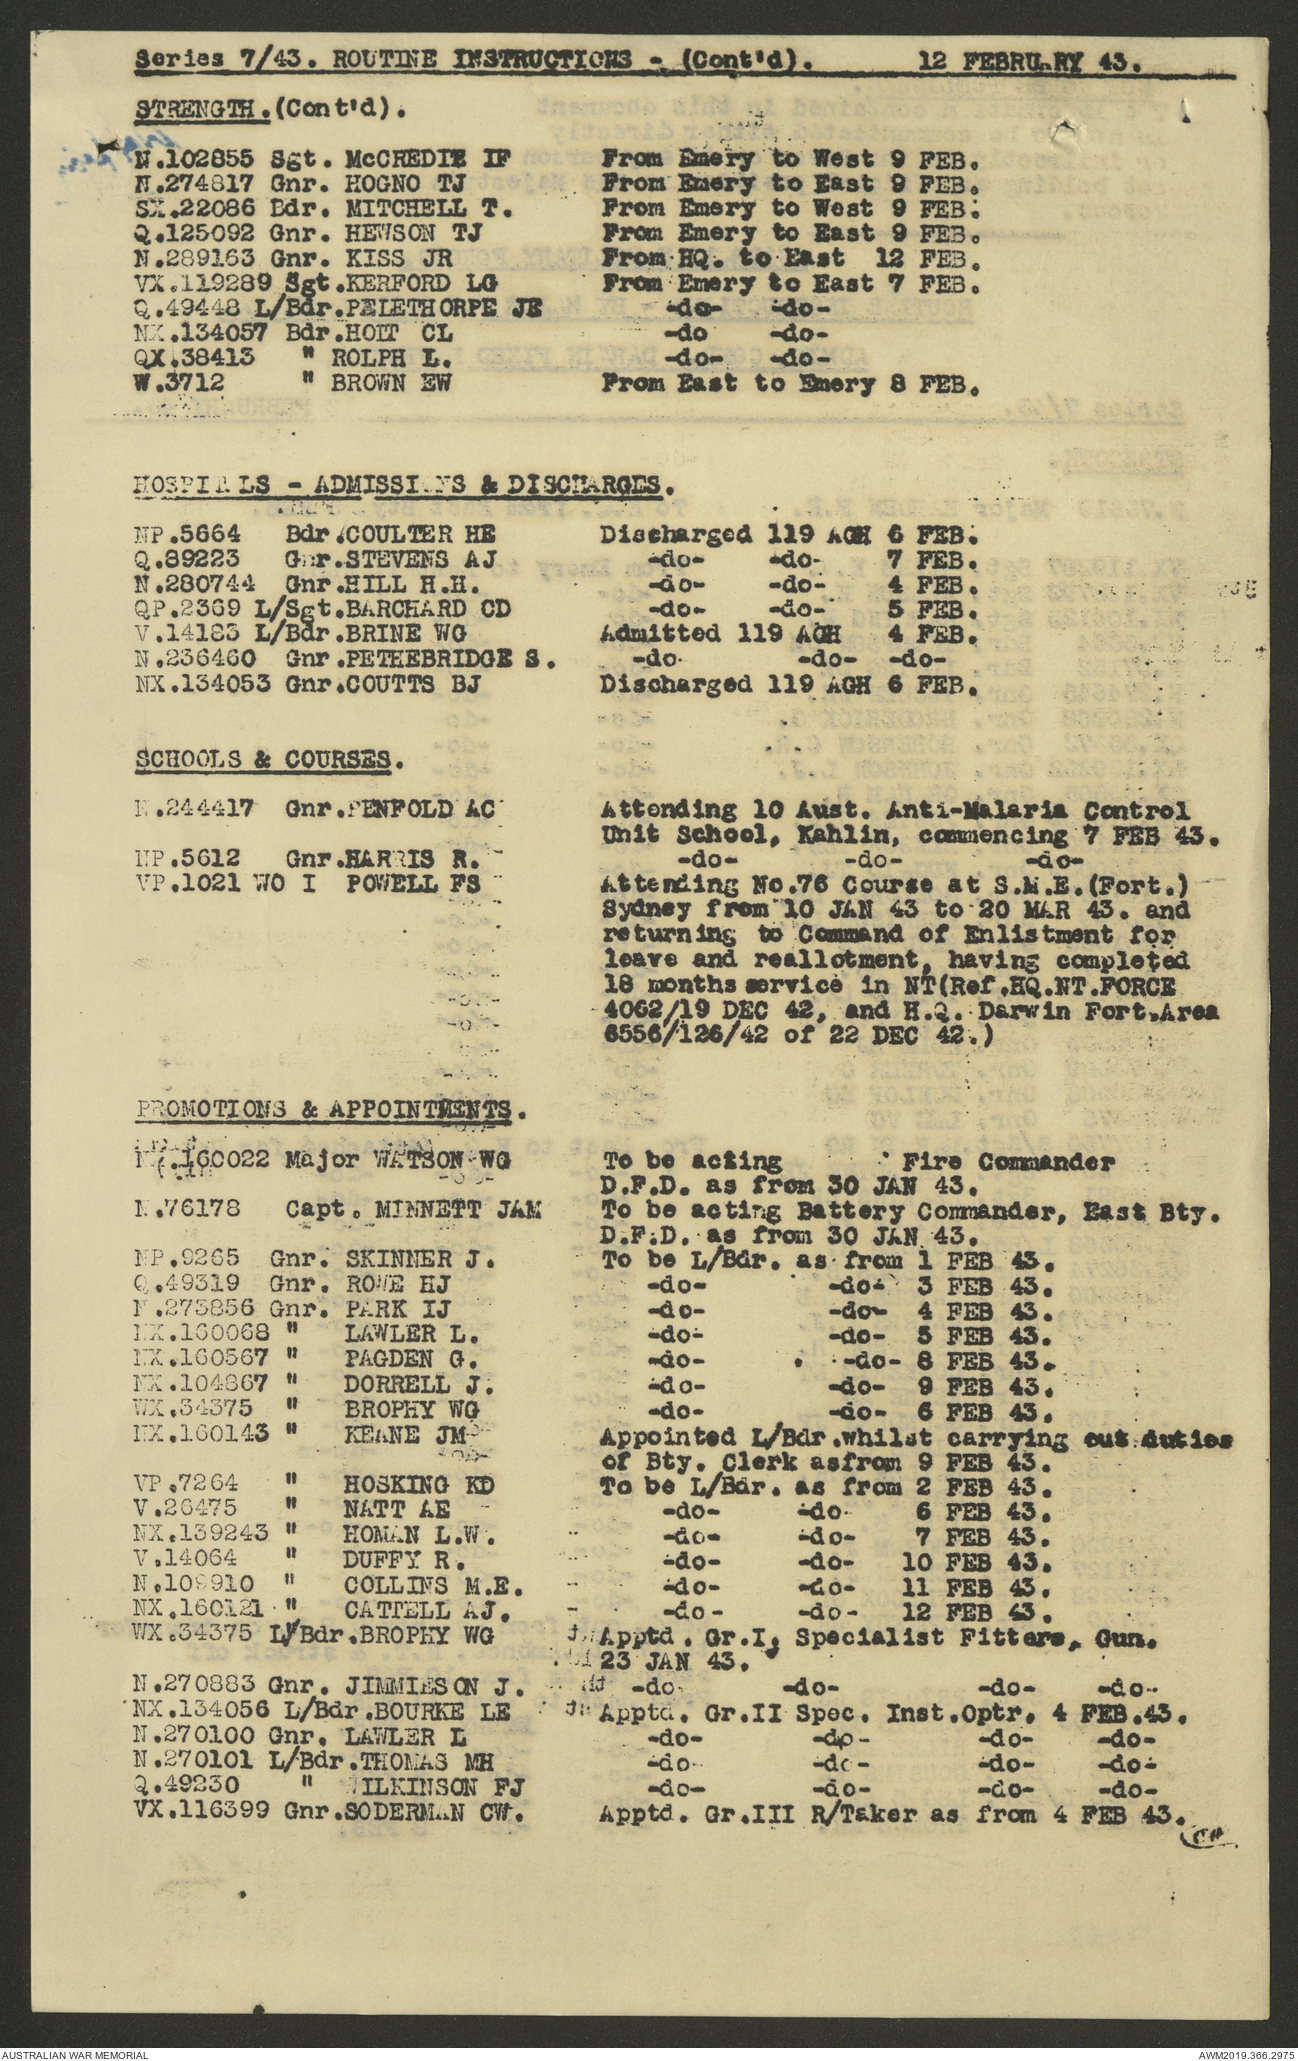 Series 7/43. ROUTINE INSTRUCTIONS - (Cont'd). 12 FEBRUARY 43.
STRENGTH.(Cont'd).
N.102855 Sgt. McCREDIE IF From Emery to West 9 FEB.
N.274817 Gnr. HOGNO TJ From Emery to East 9 FEB.
SX.22086 Bdr. MITCHELL T. From Emery to West 9 FEB.
Q.125092 Gnr. HEWSON TJ From Emery to East 9 FEB.
N.289163 Gnr. KISS JR From HQ. to East 12 FEB.
VX.119289 Sgt.KERFORD LG From Emery to East 7 FEB.
Q.49448 L/Bdr.PELETHORPE JE -do- -do-
NX.134057 Bdr.HOIT CL -do -do-
QX.38413 " ROLPH L. -do- -do-
W.3712 " BROWN EW From East to Emery 8 FEB.
HOSPITALS - ADMISSIONS & DISCHARGES.
NP.5664 Bdr.COULTER HE Discharged 119 AGH 6 FEB.
Q.89223 Gnr.STEVENS AJ -do- -do- 7 FEB.
N.280744 Gnr.HILL H.H. -do- -do- 4 FEB.
QP.2369 L/Sgt.BARCHARD CD -do- -do- 5 FEB.
V.14183 L/Bdr.BRINE WG Admitted 119 AGH 4 FEB.
N.236460 Gnr.PETHEBRIDGE S. -do- -do- -do-
NX.134053 Gnr.COUTTS BJ Discharged 119 AGH 6 FEB.
SCHOOLS & COURSES.
N.244417 Gnr.PENFOLD AC Attending 10 Aust. Anti-Malaria Control
Unit School, Kahlin, commencing 7 FEB 43.
NP.5612 Gnr.HARRIS R. -do- -do- -do-
VP.1021 WO I POWELL FS Attending No.76 Course at S.M.E.(Fort.)
Sydney from 10 JAN 43 to 20 MAR 43. and
returning to Command of Enlistment for
leave and reallotment, having completed
18 months service in NT(Ref.HQ.NT.FORCE
4062/19 DEC 42, and H.Q. Darwin Fort.Area
6556/126/42 of 22 DEC 42.)
PROMOTIONS & APPOINTMENTS.
.160022 Major WATSON WG To be acting Fire Commander
D.F.D. as from 30 JAN 43.
N.76178 Capt. MINNETT JAM To be acting Battery Commander, East Bty.
D.F.D. as from 30 JAN 43.
NP.9265 Gnr. SKINNER J. To be L/Bdr. as from 1 FEB 43.
Q.49319 Gnr. ROWE HJ -do- -do- 3 FEB 43.
N.273856 Gnr. PARK IJ -do- -do- 4 FEB 43.
NX.160068 " LAWLER L. -do- -do- 5 FEB 43.
NX.160567 " PAGDEN G. -do- -do- 8 FEB 43.
NX.104867 " DORRELL J. -do- -do- 9 FEB 43.
WX.34375 " BROPHY WG -do- -do- 6 FEB 43.
NX.160143 " KEANE JM Appointed L/Bdr.whilst carrying out duties
of Bty. Clerk asfrom 9 FEB 43.
VP.7264 " HOSKING KD To be L/Bdr. as from 2 FEB 43.
V.26475 " NATT AE -do- -do- 6 FEB 43.
NX.139243 " HOMAN L.W. -do- -do- 7 FEB 43.
V.14064 " DUFFY R. -do- -do- 10 FEB 43.
N.109910 " COLLINS M.E. -do- -do- 11 FEB 43.
NX.160121 " CATTELL AJ. -do- -do- 12 FEB 43.
WX.34375 L/Bdr.BROPHY WG Apptd. Gr.I, Specialist Fitters, Gun.
23 JAN 43.
N.270883 Gnr. JIMMIESON J. -do- -do- -do- -do-
NX.134056 L/Bdr.BOURKE LE Apptd. Gr.II Spec. Inst.Optr. 4 FEB.43.
N.270100 Gnr. LAWLER L -do- -do- -do- -do-
N.270101 L/Bdr.THOMAS MH -do- -do- -do- -do-
Q.49230 " WILKINSON FJ -do- -do- -do- -do-
VX.116399 Gnr.SODERMAN CW. Apptd. Gr.III R/Taker as from 4 FEB 43.
AUSTRALIAN WAR MEMORIAL AWM2019.366.2975